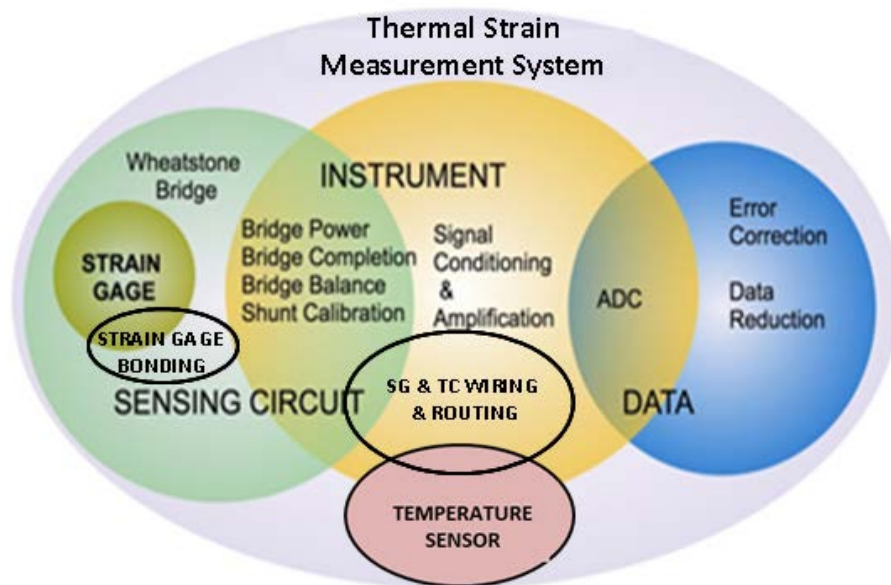 Thermal Strain
Measurement System
Wheatstone
Bridge
INSTRUMENT
STRAIN
GAGE
Bridge Power
Bridge Completion
Bridge Balance
Shunt Calibration
Signal
Conditioning
&
Amplification
ADC
Error
Correction
Data
Reduction
STRAIN GAGE
BONDING
SENSING CIRCUIT
SG & TC WIRING
& ROUTING
DATA
TEMPERATURE
SENSOR